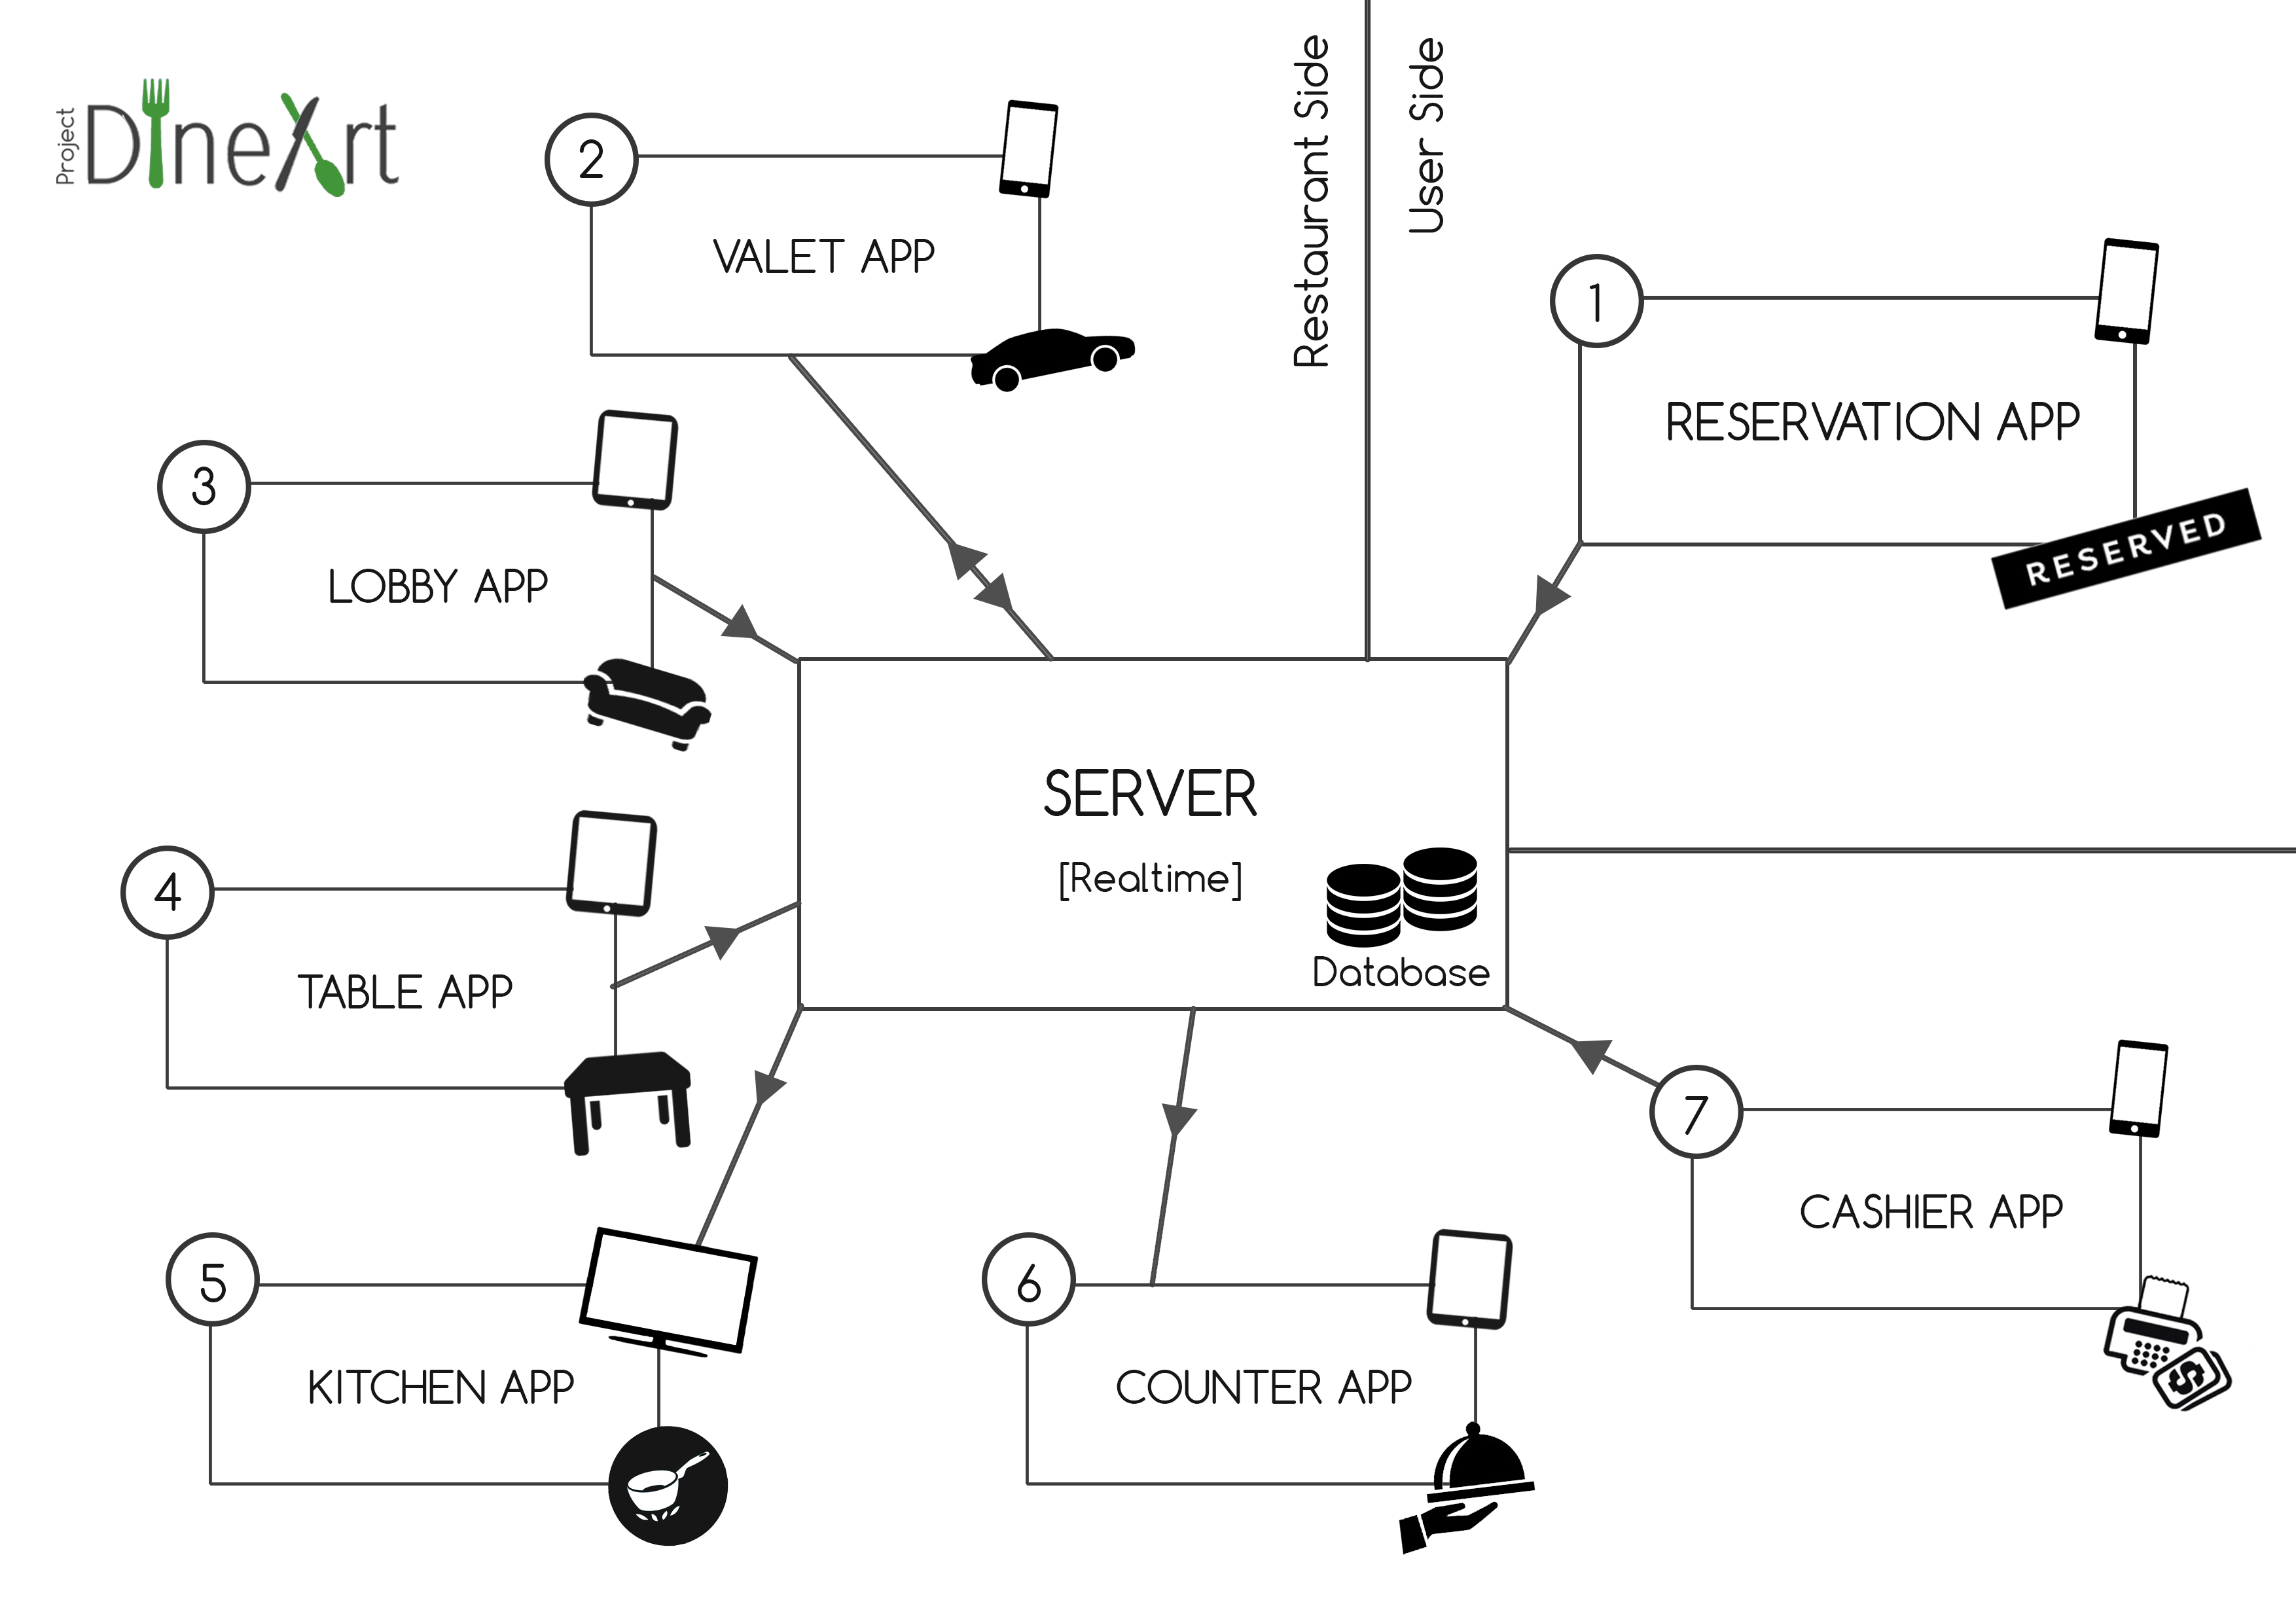 Project
DineArt
Restaurant Side
User Side
2
VALET APP
1
RESERVATION APP
RESERVED
3
LOBBY APP
SERVER
[Realtime]
Database
4
TABLE APP
7
CASHIER APP
$
5
KITCHEN APP
6
COUNTER APP